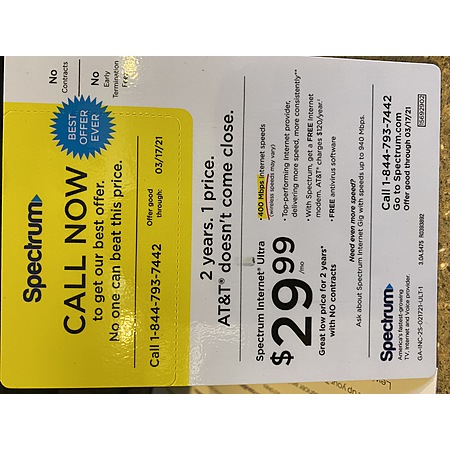 Spectrum
CALL NOW
to get our best offer.
No one can beat this price.
Call 1-844-793-7442
Offer good
through: 03/17/21
BEST
OFFER
EVER
No
Contracts
No
Early
Termination
2 years. 1 price.
AT&T® doesn't come close.
Spectrum Internet® Ultra
$29.99
/mo
Great low price for 2 years*
with NO contracts
• 400 Mbps Internet speeds
(wireless speeds may vary)
• Top-performing Internet provider,
delivering more speed, more consistently**
• With Spectrum, get a FREE Internet
modem. AT&T® charges $120/year.†
• FREE antivirus software
Need even more speed?
Ask about Spectrum Internet Gig with speeds up to 940 Mbps.
Spectrum
America's fastest-growing
TV, Internet and Voice provider.
GA-INC-2S-021721-ULT-1
Call 1-844-793-7442
Go to Spectrum.com
Offer good through 03/17/21